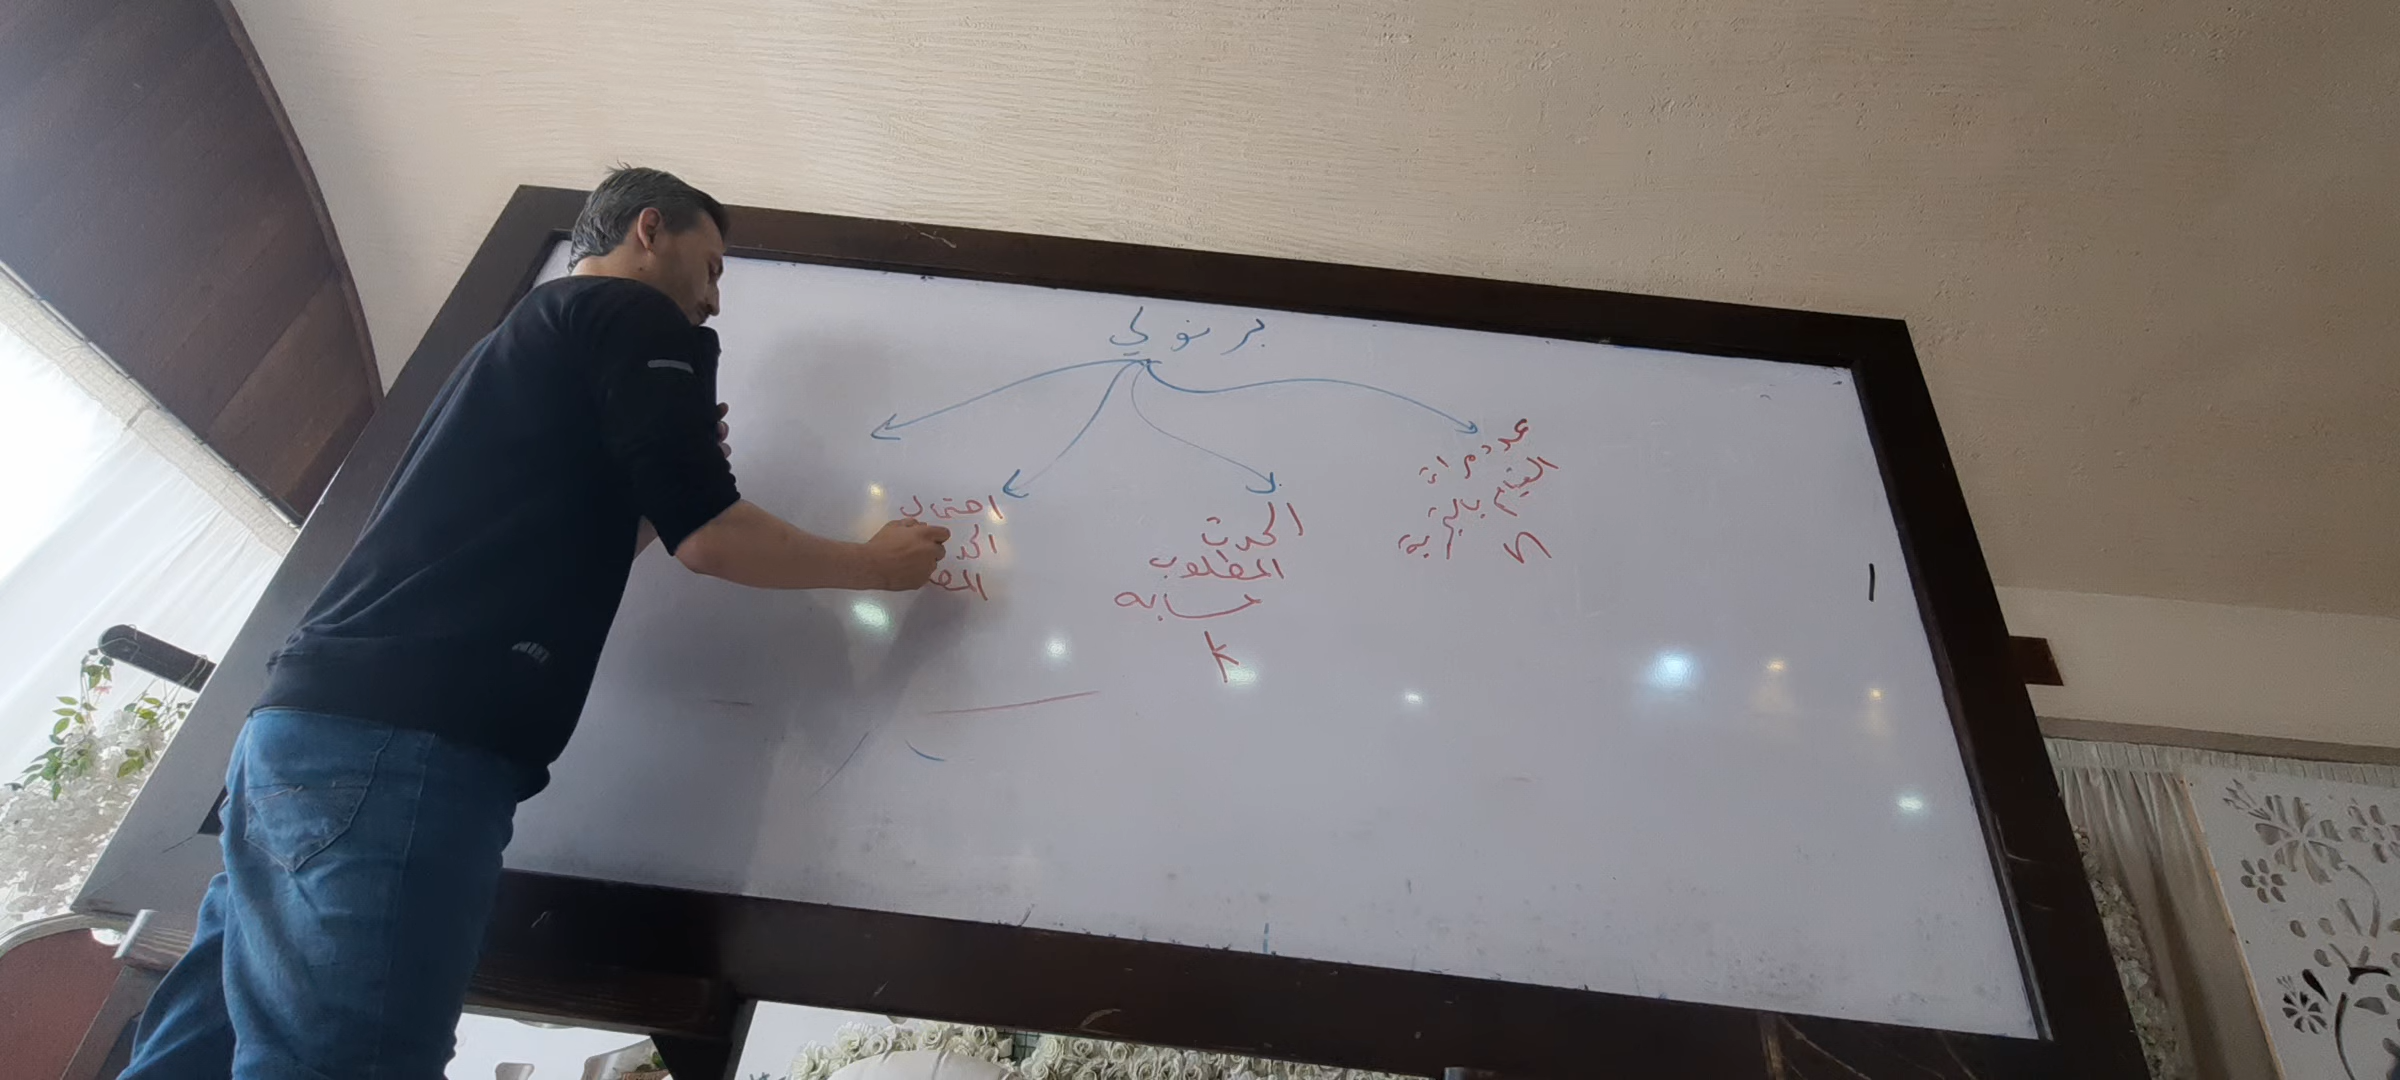 برنولي
عدد مرات
القيام بالتجربة
n
الحدث
المطلوب
حسابه
k
احتمال